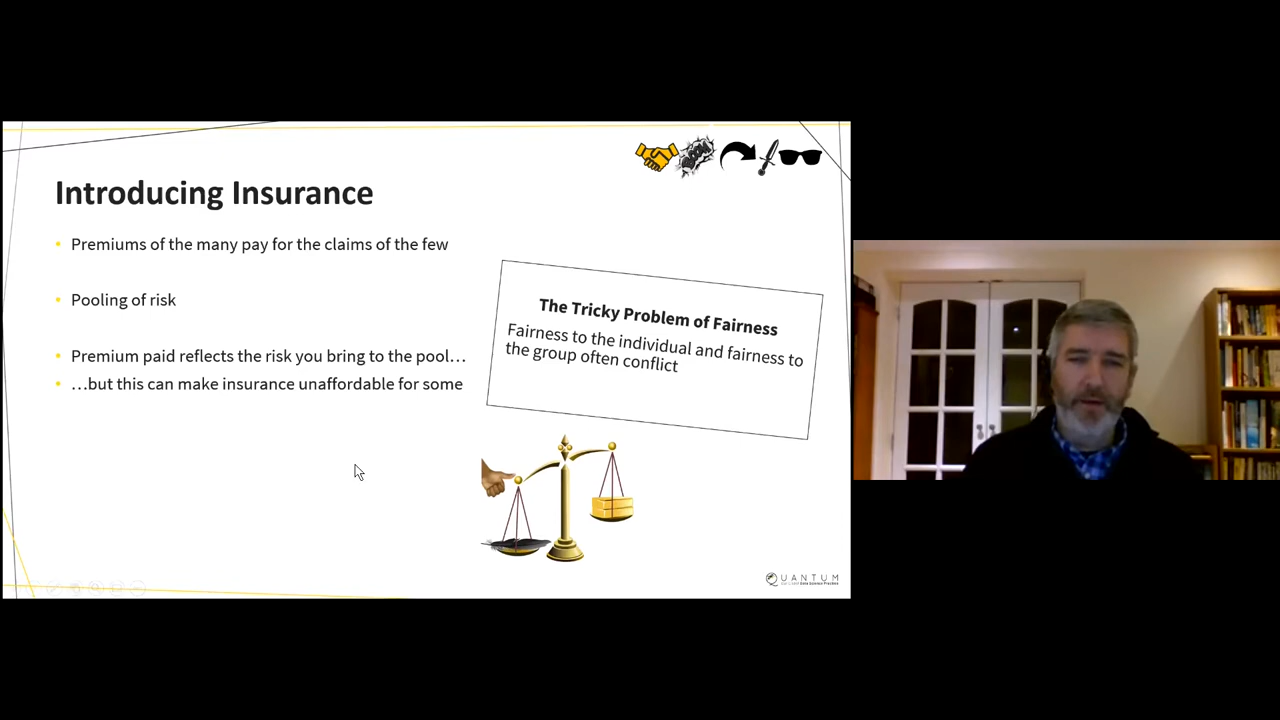 BOOM
Introducing Insurance
• Premiums of the many pay for the claims of the few
• Pooling of risk
• Premium paid reflects the risk you bring to the pool…
• …but this can make insurance unaffordable for some
The Tricky Problem of Fairness
Fairness to the individual and fairness to
the group often conflict
QUANTUM